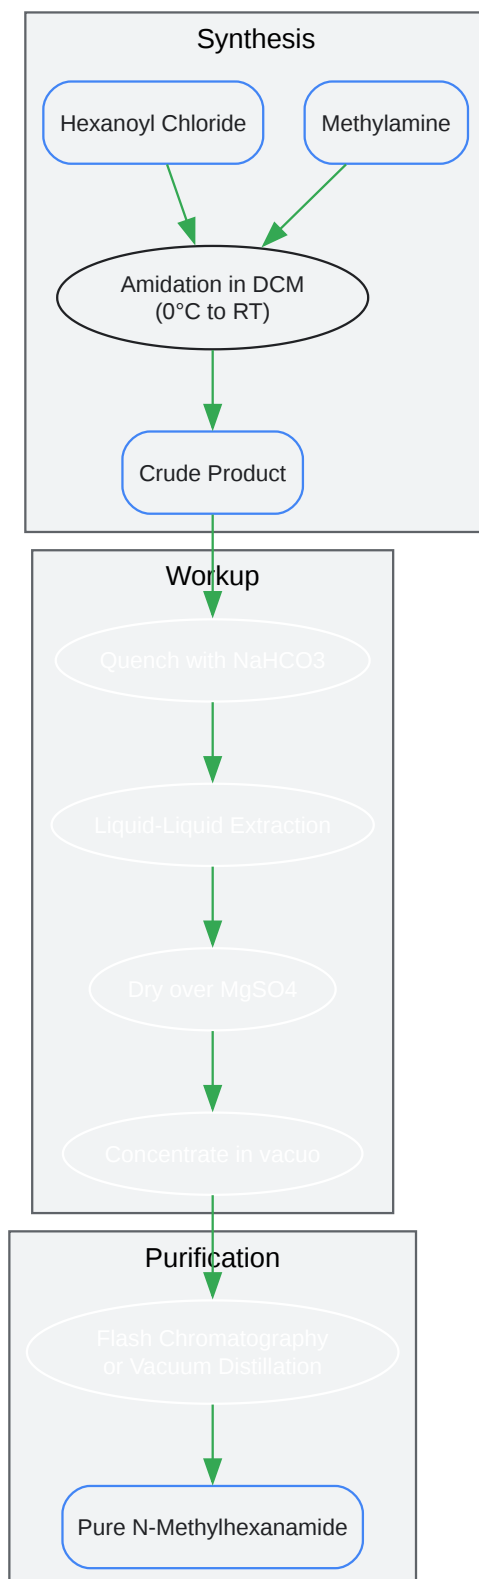 Synthesis
Hexanoyl Chloride
Methylamine
Amidation in DCM
(0°C to RT)
Crude Product
Workup
Quench with NaHCO3
Liquid-Liquid Extraction
Dry over MgSO4
Concentrate in vacuo
Purification
Flash Chromatography
or Vacuum Distillation
Pure N-Methylhexanamide